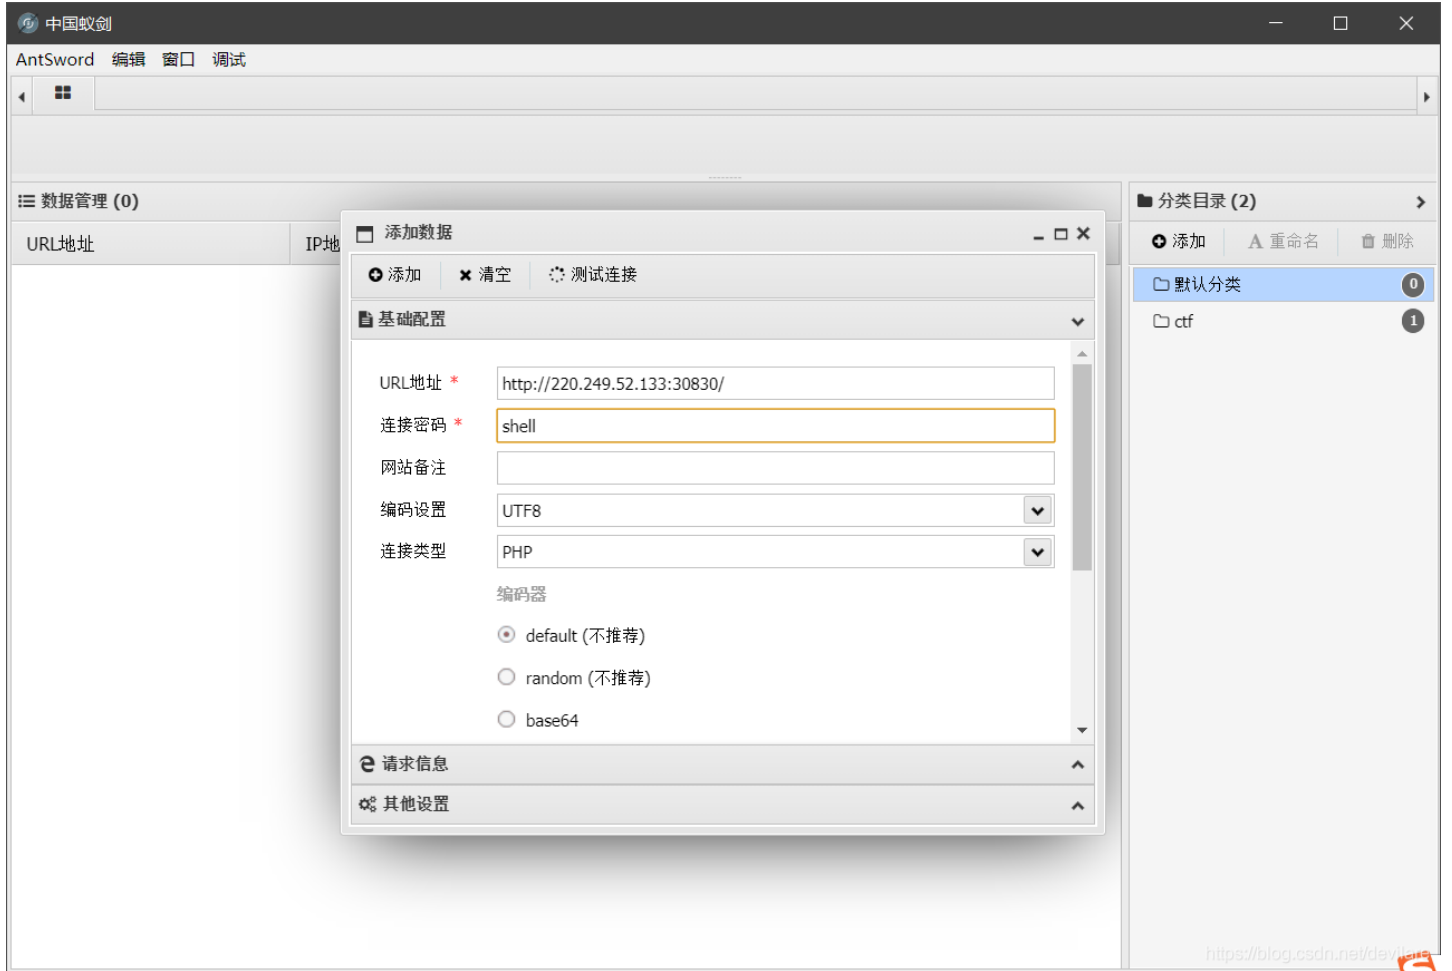 中国蚁剑
AntSword 编辑 窗口 调试
数据管理 (0)
URL地址 IP地
添加数据
添加 清空 测试连接
基础配置
URL地址 * http://220.249.52.133:30830/
连接密码 * shell
网站备注
编码设置 UTF8
连接类型 PHP
编码器
default (不推荐)
random (不推荐)
base64
请求信息
其他设置
分类目录 (2)
添加 重命名 删除
默认分类 0
ctf 1